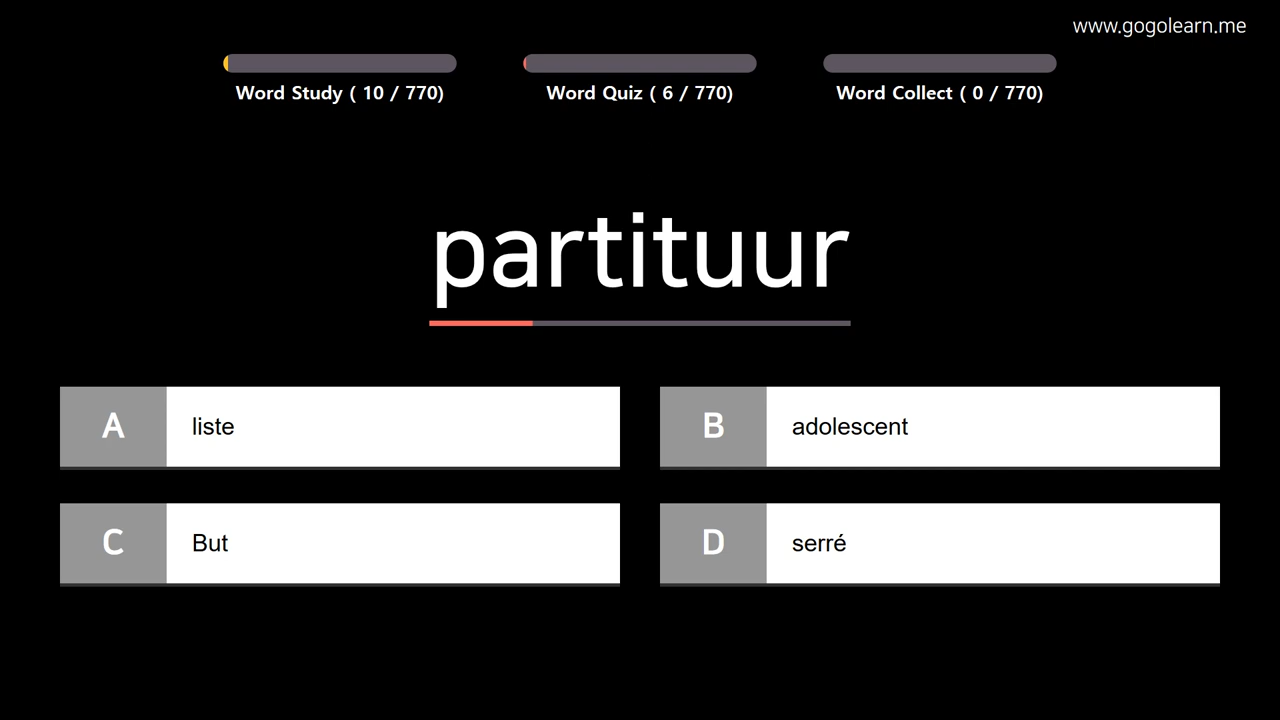 www.gogolearn.me
Word Study ( 10 / 770)
Word Quiz ( 6 / 770)
Word Collect ( 0 / 770)
partituur
A liste
B adolescent
C But
D serré